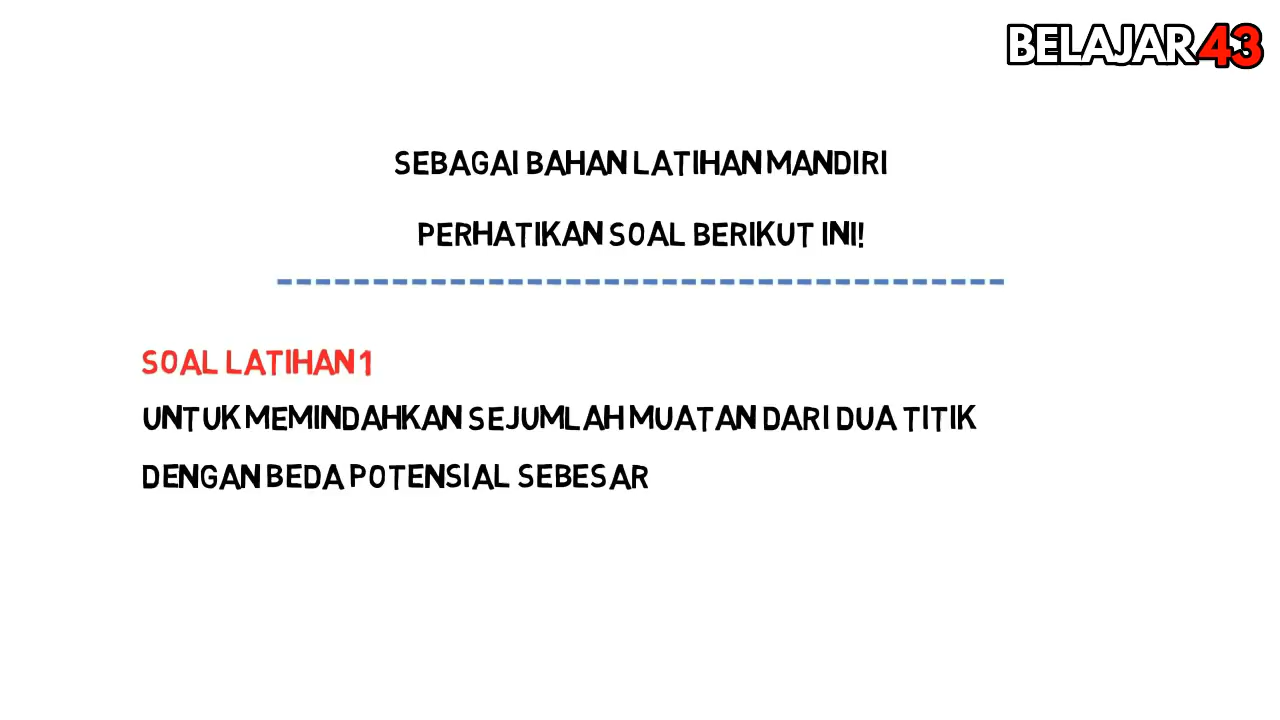 BELAJAR43
SEBAGAI BAHAN LATIHAN MANDIRI
PERHATIKAN SOAL BERIKUT INI!
SOAL LATIHAN 1
UNTUK MEMINDAHKAN SEJUMLAH MUATAN DARI DUA TITIK
DENGAN BEDA POTENSIAL SEBESAR